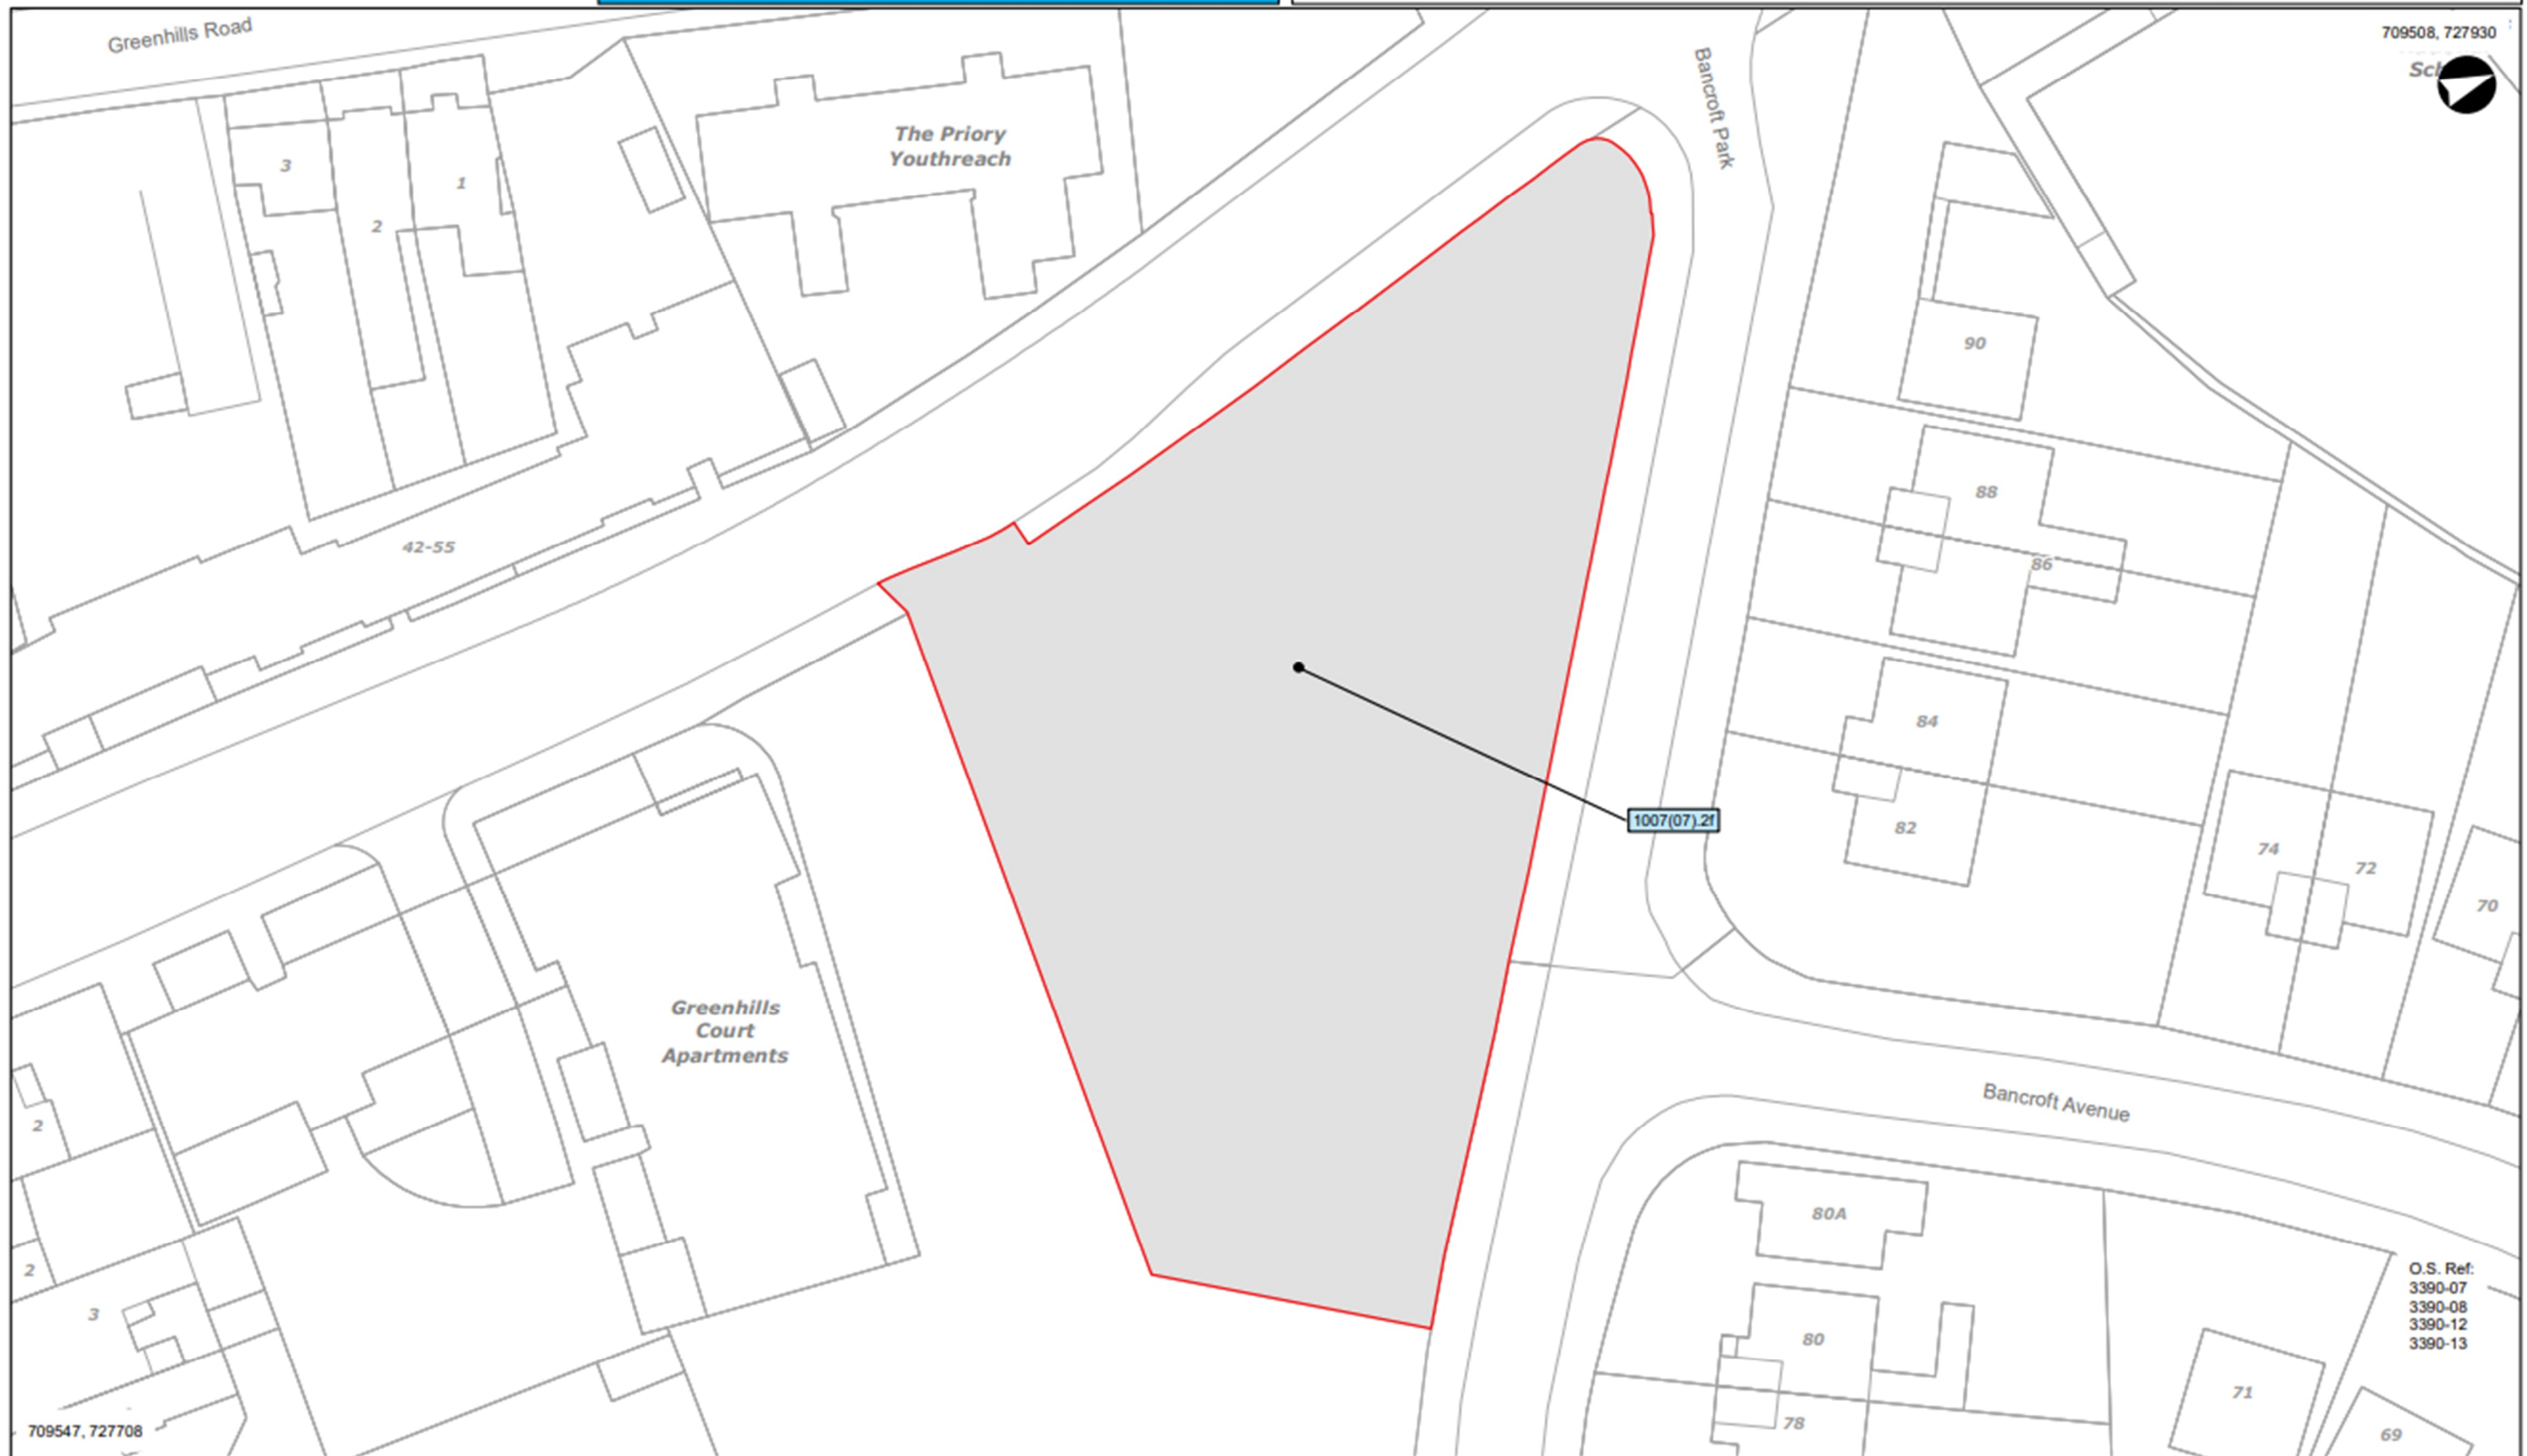 Greenhills Road
Bancroft Park
709508, 727930
Sch
The Priory
Youthreach
3
1
2
90
88
42-55
86
84
1007(07).2f
82
74
72
70
Greenhills
Court
Apartments
Bancroft Avenue
2
80A
2
3
O.S. Ref:
3390-07
3390-08
3390-12
3390-13
80
71
78
69
709547, 727708